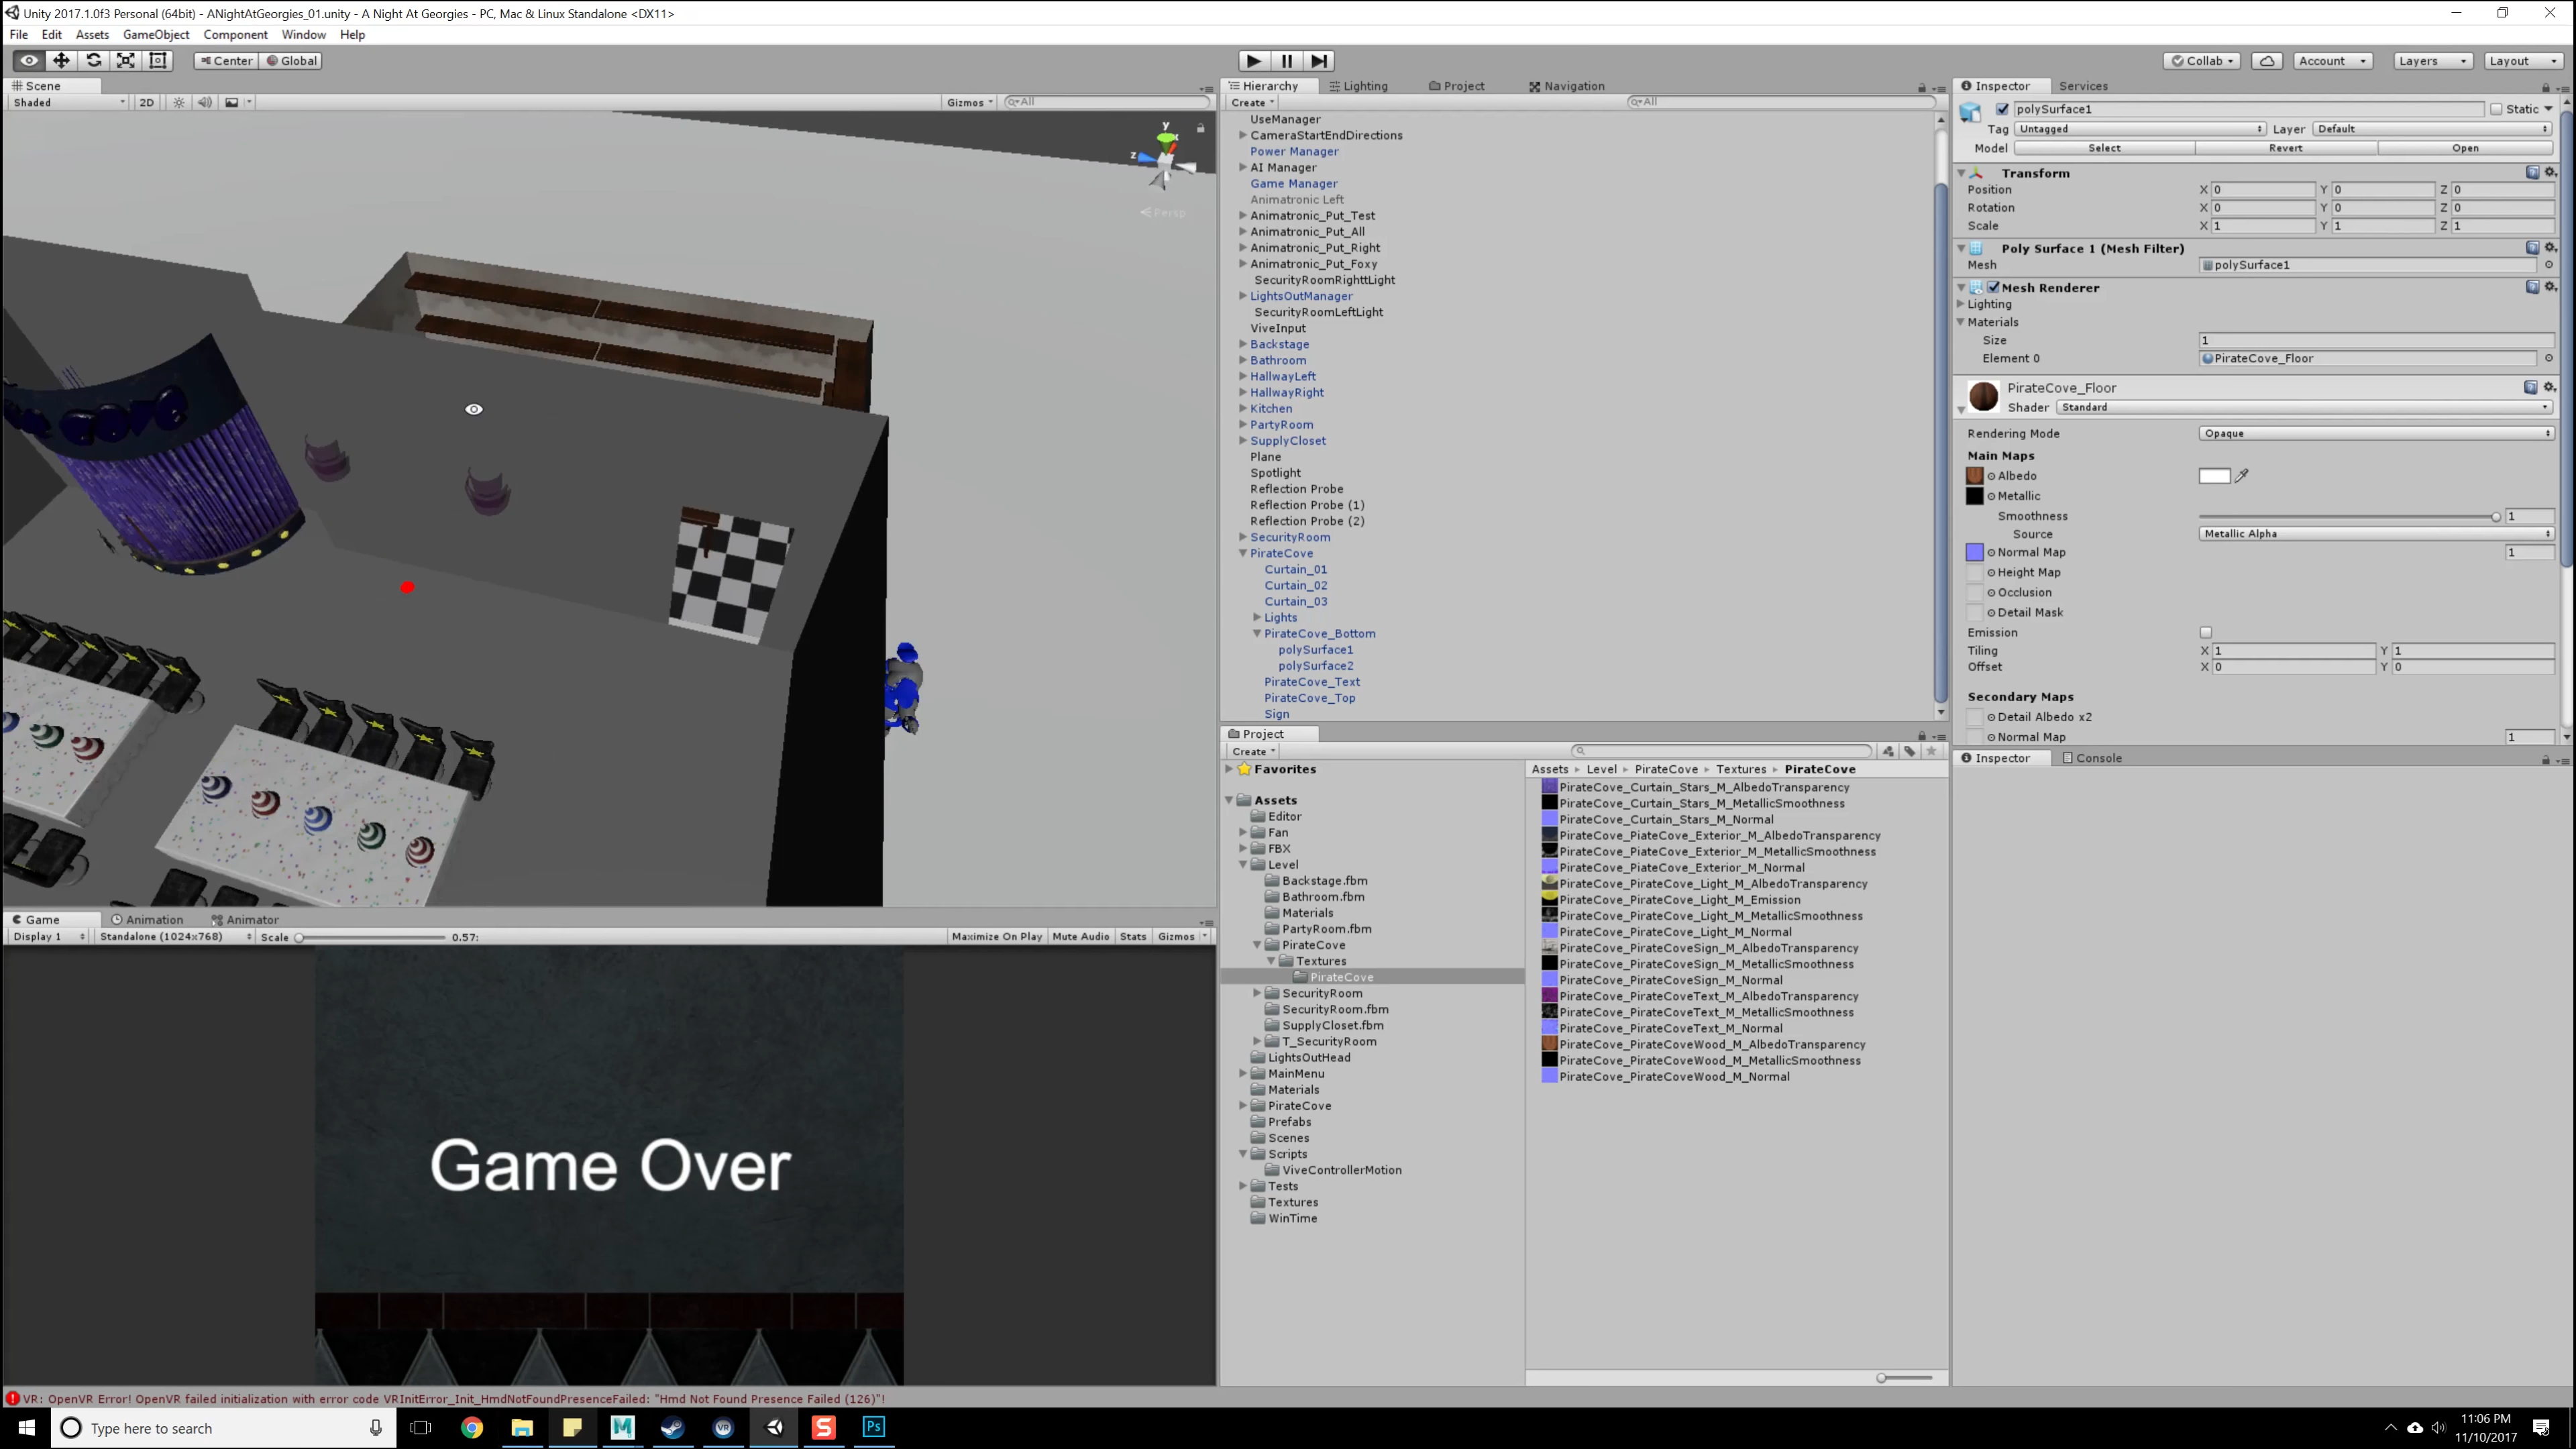 Unity 2017.1.0f3 Personal (64bit) - ANightAtGeorgies_01.unity - A Night At Georgies - PC, Mac & Linux Standalone <DX11>
File Edit Assets GameObject Component Window Help
Center Global
Collab Account Layers Layout
Scene
Shaded 2D Gizmos All
y
z
Persp
Hierarchy Lighting Project Navigation
Create All
UseManager
CameraStartEndDirections
Power Manager
AI Manager
Game Manager
Animatronic Left
Animatronic_Put_Test
Animatronic_Put_All
Animatronic_Put_Right
Animatronic_Put_Foxy
SecurityRoomRighttLight
LightsOutManager
SecurityRoomLeftLight
ViveInput
Backstage
Bathroom
HallwayLeft
HallwayRight
Kitchen
PartyRoom
SupplyCloset
Plane
Spotlight
Reflection Probe
Reflection Probe (1)
Reflection Probe (2)
SecurityRoom
PirateCove
Curtain_01
Curtain_02
Curtain_03
Lights
PirateCove_Bottom
polySurface1
polySurface2
PirateCove_Text
PirateCove_Top
Sign
Inspector Services
polySurface1 Static
Tag Untagged Layer Default
Model Select Revert Open
Transform
Position X 0 Y 0 Z 0
Rotation X 0 Y 0 Z 0
Scale X 1 Y 1 Z 1
Poly Surface 1 (Mesh Filter)
Mesh polySurface1
Mesh Renderer
Lighting
Materials
Size 1
Element 0 PirateCove_Floor
PirateCove_Floor
Shader Standard
Rendering Mode Opaque
Main Maps
Albedo
Metallic
Smoothness 1
Source Metallic Alpha
Normal Map 1
Height Map
Occlusion
Detail Mask
Emission
Tiling X 1 Y 1
Offset X 0 Y 0
Secondary Maps
Detail Albedo x2
Normal Map 1
Inspector Console
Project
Create
Favorites
Assets
Editor
Fan
FBX
Level
Backstage.fbm
Bathroom.fbm
Materials
PartyRoom.fbm
PirateCove
Textures
PirateCove
SecurityRoom
SecurityRoom.fbm
SupplyCloset.fbm
T_SecurityRoom
LightsOutHead
MainMenu
Materials
PirateCove
Prefabs
Scenes
Scripts
ViveControllerMotion
Tests
Textures
WinTime
Assets Level PirateCove Textures PirateCove
PirateCove_Curtain_Stars_M_AlbedoTransparency
PirateCove_Curtain_Stars_M_MetallicSmoothness
PirateCove_Curtain_Stars_M_Normal
PirateCove_PiateCove_Exterior_M_AlbedoTransparency
PirateCove_PiateCove_Exterior_M_MetallicSmoothness
PirateCove_PiateCove_Exterior_M_Normal
PirateCove_PirateCove_Light_M_AlbedoTransparency
PirateCove_PirateCove_Light_M_Emission
PirateCove_PirateCove_Light_M_MetallicSmoothness
PirateCove_PirateCove_Light_M_Normal
PirateCove_PirateCoveSign_M_AlbedoTransparency
PirateCove_PirateCoveSign_M_MetallicSmoothness
PirateCove_PirateCoveSign_M_Normal
PirateCove_PirateCoveText_M_AlbedoTransparency
PirateCove_PirateCoveText_M_MetallicSmoothness
PirateCove_PirateCoveText_M_Normal
PirateCove_PirateCoveWood_M_AlbedoTransparency
PirateCove_PirateCoveWood_M_MetallicSmoothness
PirateCove_PirateCoveWood_M_Normal
Game Animation Animator
Display 1 Standalone (1024x768) Scale 0.57: Maximize On Play Mute Audio Stats Gizmos
Game Over
VR: OpenVR Error! OpenVR failed initialization with error code VRInitError_Init_HmdNotFoundPresenceFailed: "Hmd Not Found Presence Failed (126)"!
Type here to search
M VR S Ps
11:06 PM
11/10/2017